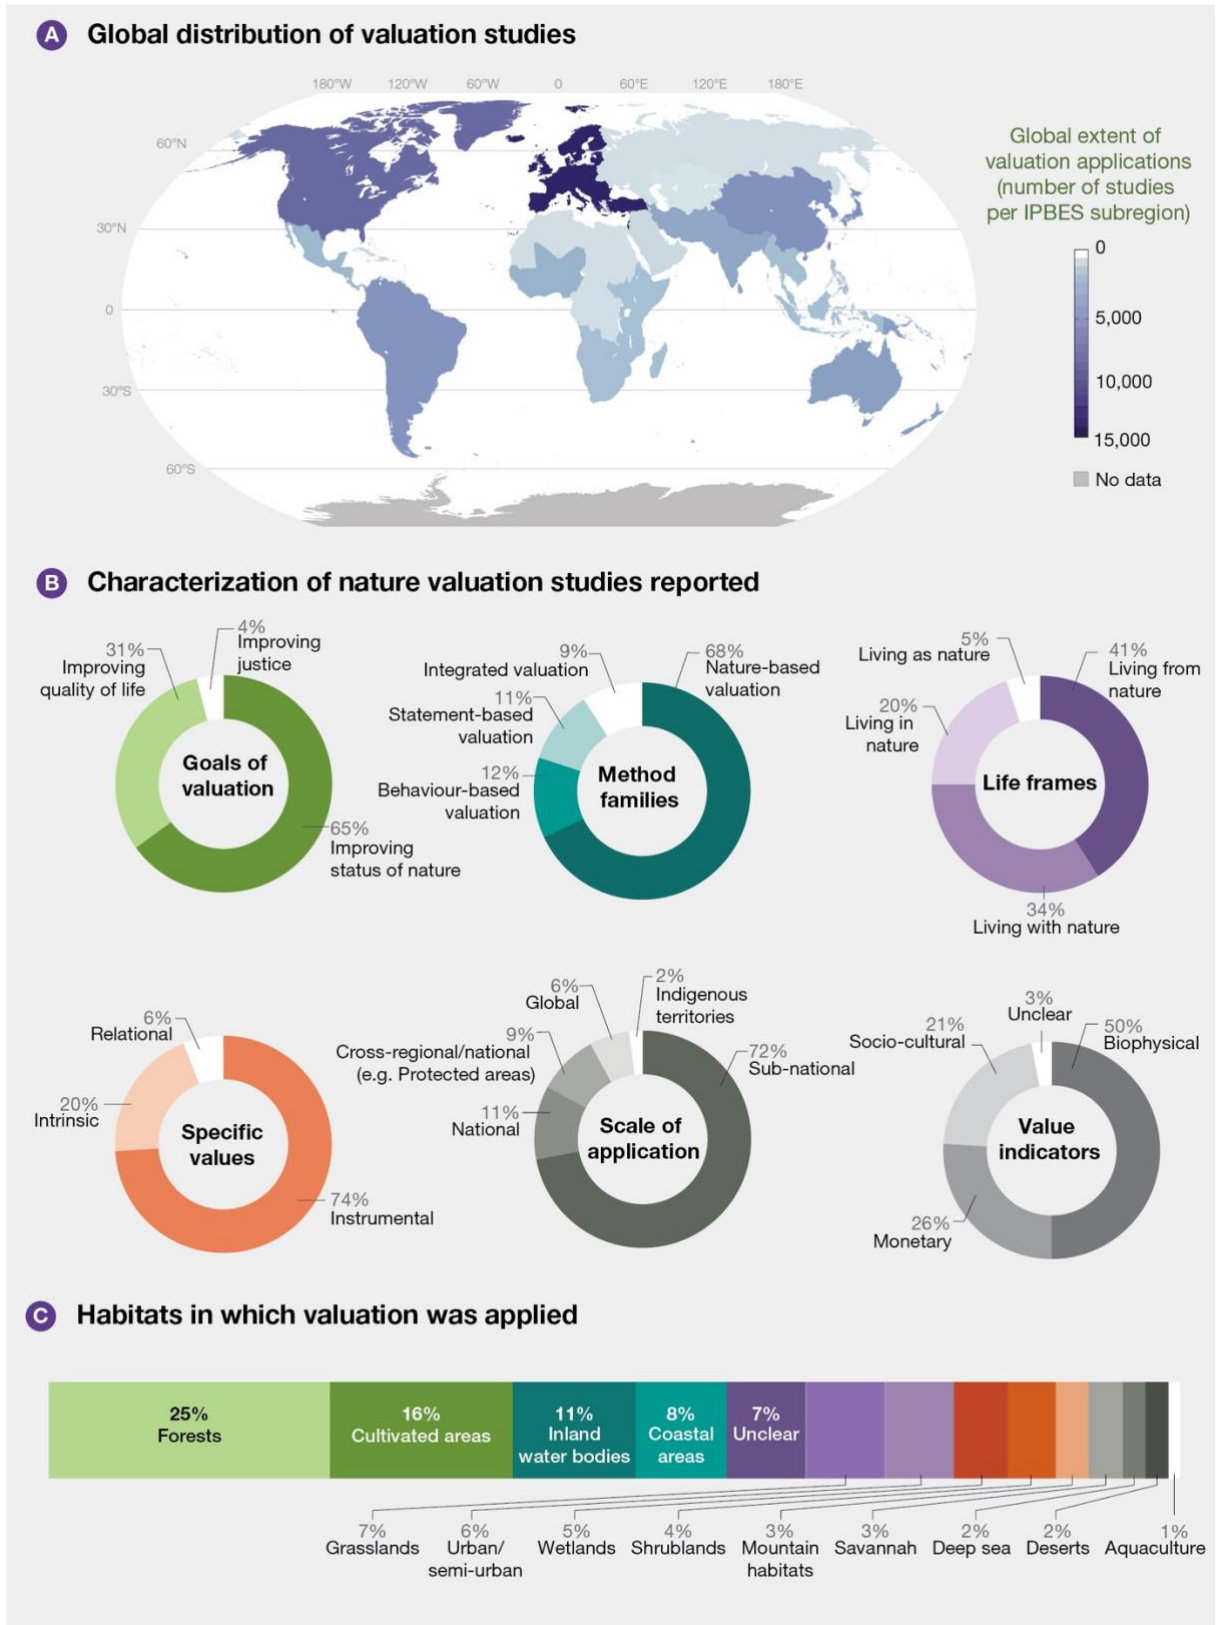 A Global distribution of valuation studies
180°W 120°W 60°W 0 60°E 120°E 180°E
60°N
30°N
0
30°S
60°S
Global extent of
valuation applications
(number of studies
per IPBES subregion)
0
5,000
10,000
15,000
No data
B Characterization of nature valuation studies reported
4%
Improving
justice
31%
Improving
quality of life
Goals of
valuation
65%
Improving
status of nature
9%
Integrated valuation
68%
Nature-based
valuation
11%
Statement-based
valuation
12%
Behaviour-based
valuation
Method
families
5%
Living as nature
41%
Living from
nature
20%
Living in
nature
Life frames
34%
Living with nature
6%
Relational
20%
Intrinsic
Specific
values
74%
Instrumental
6%
Global
2%
Indigenous
territories
9%
Cross-regional/national
(e.g. Protected areas)
72%
Sub-national
11%
National
Scale of
application
3%
Unclear
21%
Socio-cultural
50%
Biophysical
Value
indicators
26%
Monetary
C Habitats in which valuation was applied
25%
Forests
16%
Cultivated areas
11%
Inland
water bodies
8%
Coastal
areas
7%
Unclear
7%
Grasslands
6%
Urban/
semi-urban
5%
Wetlands
4%
Shrublands
3%
Mountain
habitats
3%
Savannah
2%
Deep sea
2%
Deserts
1%
Aquaculture